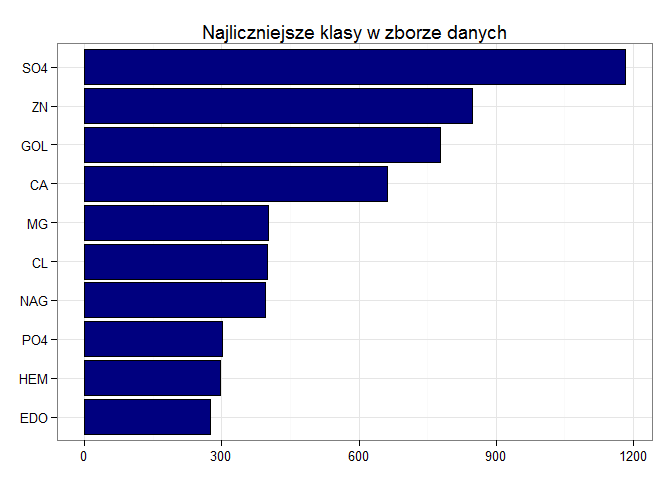 Najliczniejsze klasy w zborze danych
SO4
ZN
GOL
CA
MG
CL
NAG
PO4
HEM
EDO
0 300 600 900 1200